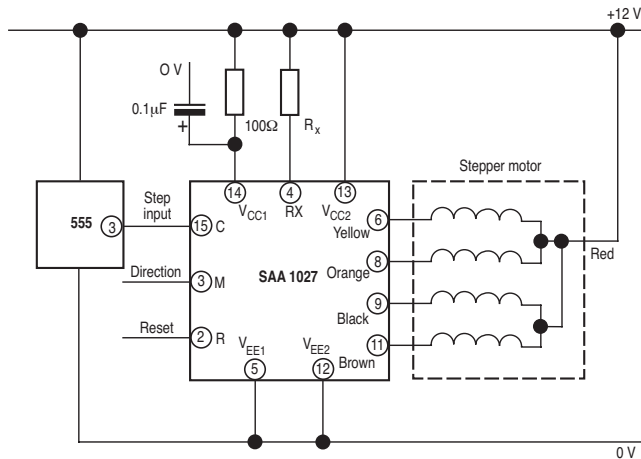 +12 V
O V
0.1µF
+
100Ω
Rx
Stepper motor
14
4
13
VCC1
RX
VCC2
555
3
Step
input
15
C
6
Yellow
Red
Direction
3
M
SAA 1027
Orange
8
9
Black
Reset
2
R
VEE1
VEE2
11
Brown
5
12
0 V